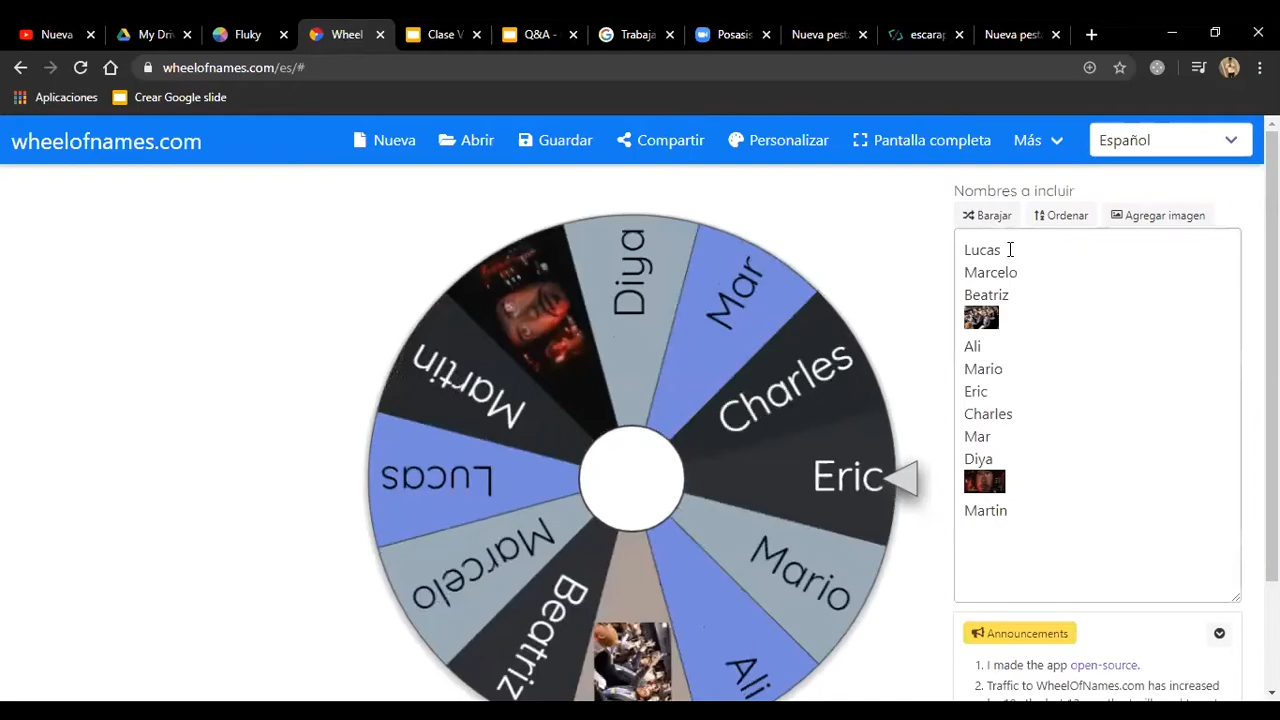 Nueva
My Driv
Fluky
Wheel
Clase V
Q&A -
Trabaja
Posasis
Nueva pest
escarap
Nueva pest
wheelofnames.com/es/#
Aplicaciones
Crear Google slide
wheelofnames.com
Nueva
Abrir
Guardar
Compartir
Personalizar
Pantalla completa
Más
Español
Nombres a incluir
Barajar
Ordenar
Agregar imagen
Lucas
Marcelo
Beatriz
Ali
Mario
Eric
Charles
Mar
Diya
Martin
Diya
Mar
Charles
Eric
Mario
Ali
Beatriz
Marcelo
Lucas
Martin
Announcements
1. I made the app open-source.
2. Traffic to WheelOfNames.com has increased